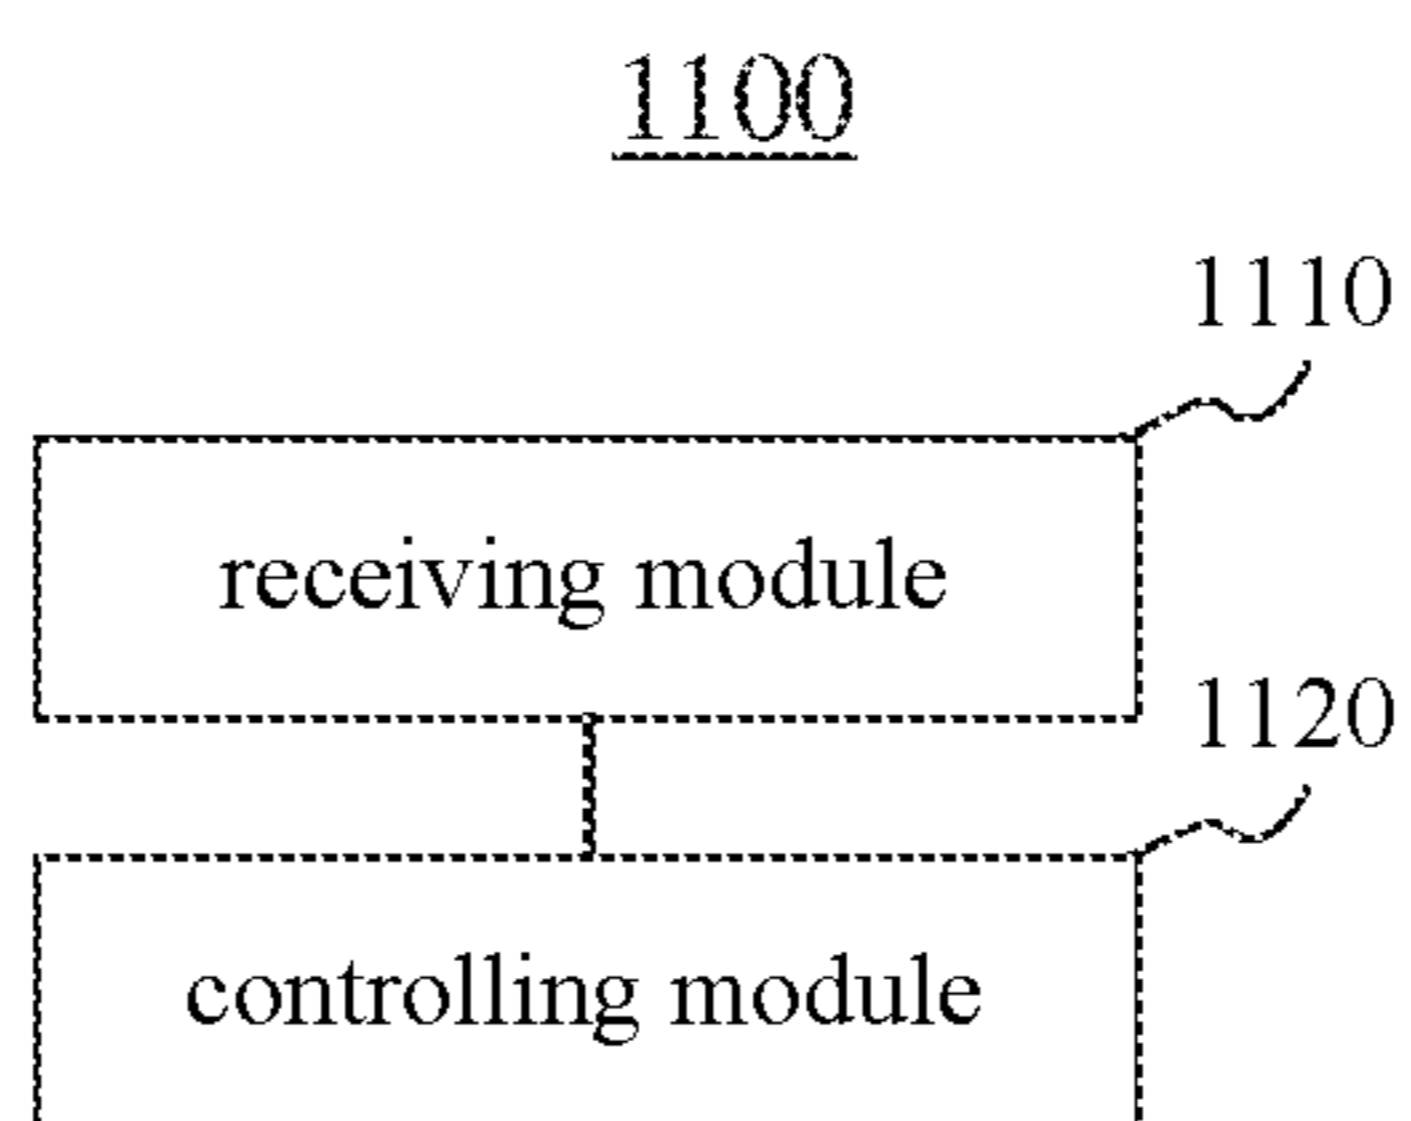 1100
1110
receiving module
1120
controlling module